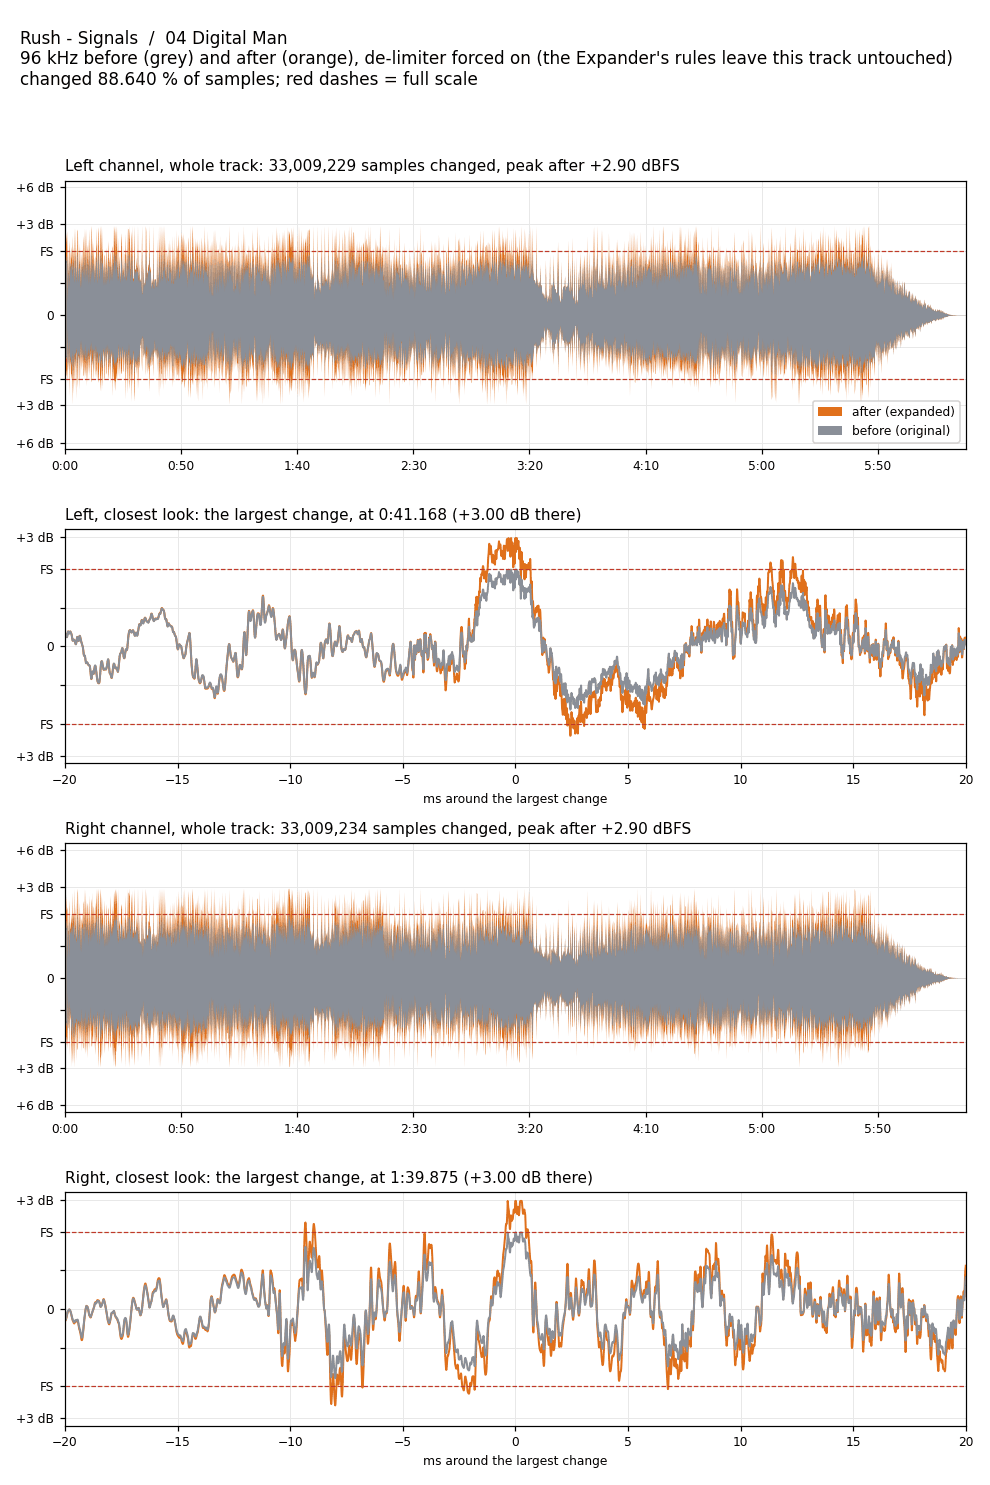 Rush - Signals  /  04 Digital Man
96 kHz before (grey) and after (orange), de-limiter forced on (the Expander's rules leave this track untouched)
changed 88.640 % of samples; red dashes = full scale
Left channel, whole track: 33,009,229 samples changed, peak after +2.90 dBFS
+6 dB
+3 dB
FS
0
FS
+3 dB
+6 dB
after (expanded)
before (original)
0:00 0:50 1:40 2:30 3:20 4:10 5:00 5:50
Left, closest look: the largest change, at 0:41.168 (+3.00 dB there)
+3 dB
FS
0
FS
+3 dB
−20 −15 −10 −5 0 5 10 15 20
ms around the largest change
Right channel, whole track: 33,009,234 samples changed, peak after +2.90 dBFS
+6 dB
+3 dB
FS
0
FS
+3 dB
+6 dB
0:00 0:50 1:40 2:30 3:20 4:10 5:00 5:50
Right, closest look: the largest change, at 1:39.875 (+3.00 dB there)
+3 dB
FS
0
FS
+3 dB
−20 −15 −10 −5 0 5 10 15 20
ms around the largest change